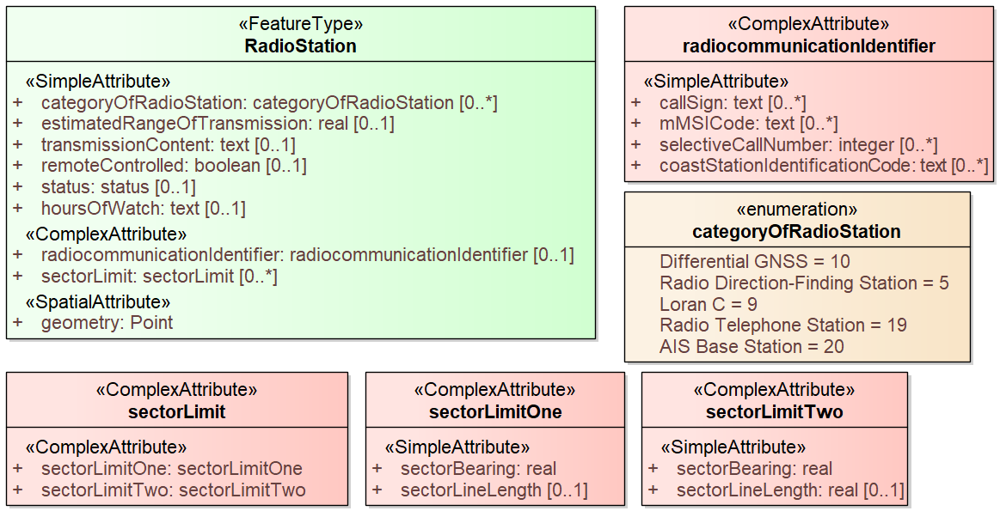 «FeatureType»
RadioStation
«SimpleAttribute»
+ categoryOfRadioStation: categoryOfRadioStation [0..*]
+ estimatedRangeOfTransmission: real [0..1]
+ transmissionContent: text [0..1]
+ remoteControlled: boolean [0..1]
+ status: status [0..1]
+ hoursOfWatch: text [0..1]
«ComplexAttribute»
+ radiocommunicationIdentifier: radiocommunicationIdentifier [0..1]
+ sectorLimit: sectorLimit [0..*]
«SpatialAttribute»
+ geometry: Point
«ComplexAttribute»
radiocommunicationIdentifier
«SimpleAttribute»
+ callSign: text [0..*]
+ mMSICode: text [0..*]
+ selectiveCallNumber: integer [0..*]
+ coastStationIdentificationCode: text [0..*]
«enumeration»
categoryOfRadioStation
Differential GNSS = 10
Radio Direction-Finding Station = 5
Loran C = 9
Radio Telephone Station = 19
AIS Base Station = 20
«ComplexAttribute»
sectorLimit
«ComplexAttribute»
+ sectorLimitOne: sectorLimitOne
+ sectorLimitTwo: sectorLimitTwo
«ComplexAttribute»
sectorLimitOne
«SimpleAttribute»
+ sectorBearing: real
+ sectorLineLength [0..1]
«ComplexAttribute»
sectorLimitTwo
«SimpleAttribute»
+ sectorBearing: real
+ sectorLineLength: real [0..1]